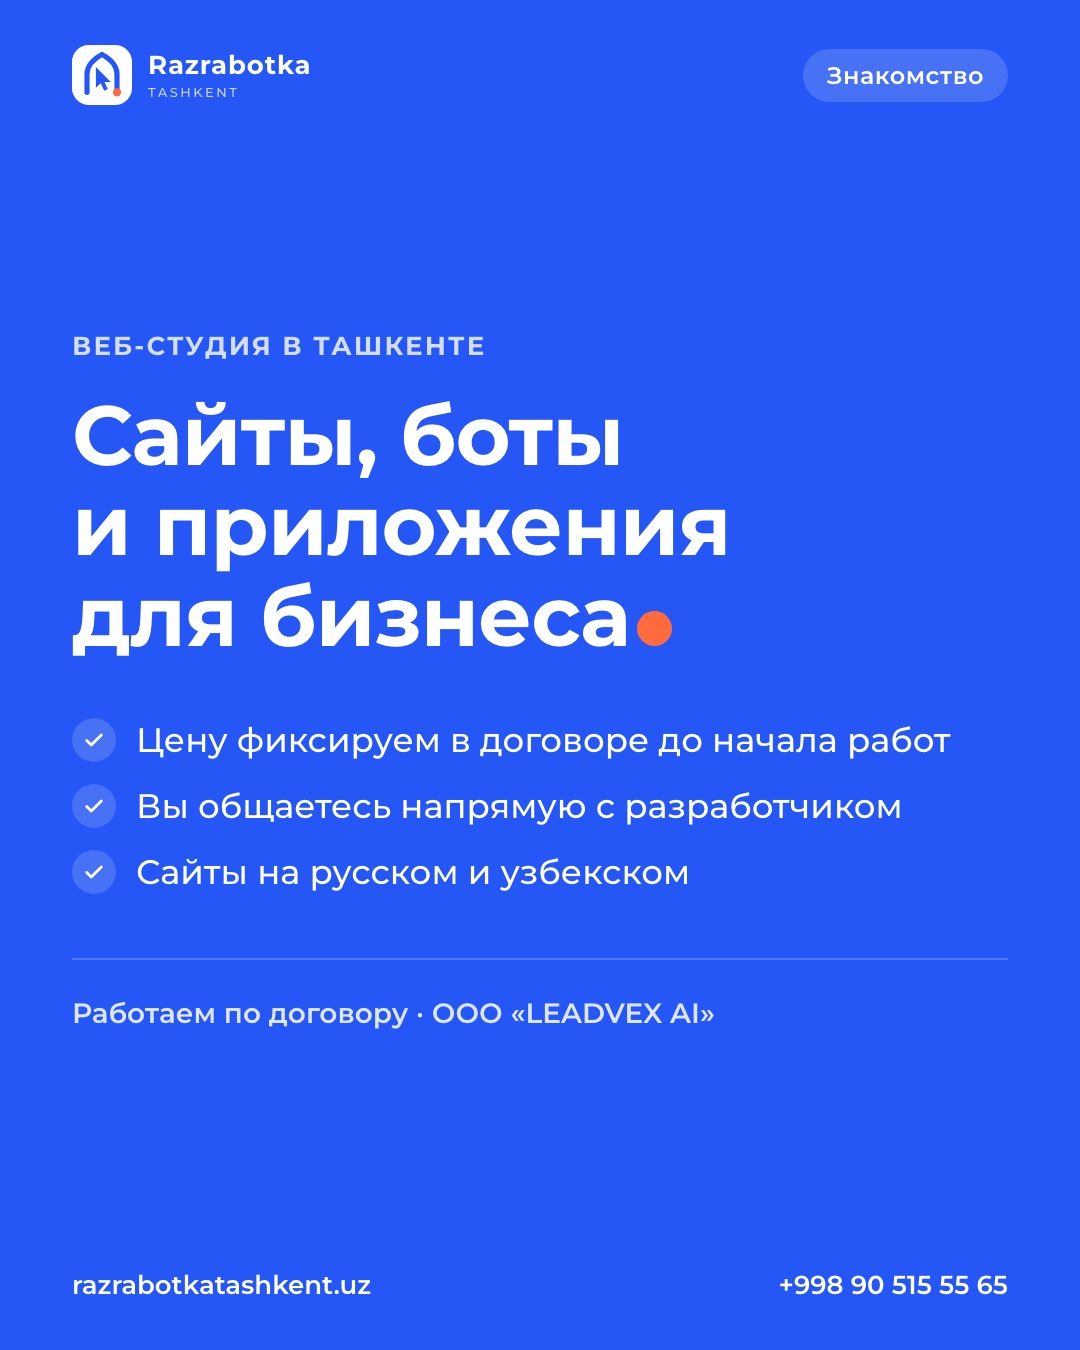 Razrabotka
TASHKENT
Знакомство
ВЕБ-СТУДИЯ В ТАШКЕНТЕ
Сайты, боты
и приложения
для бизнеса
Цену фиксируем в договоре до начала работ
Вы общаетесь напрямую с разработчиком
Сайты на русском и узбекском
Работаем по договору · ООО «LEADVEX AI»
razrabotkatashkent.uz
+998 90 515 55 65